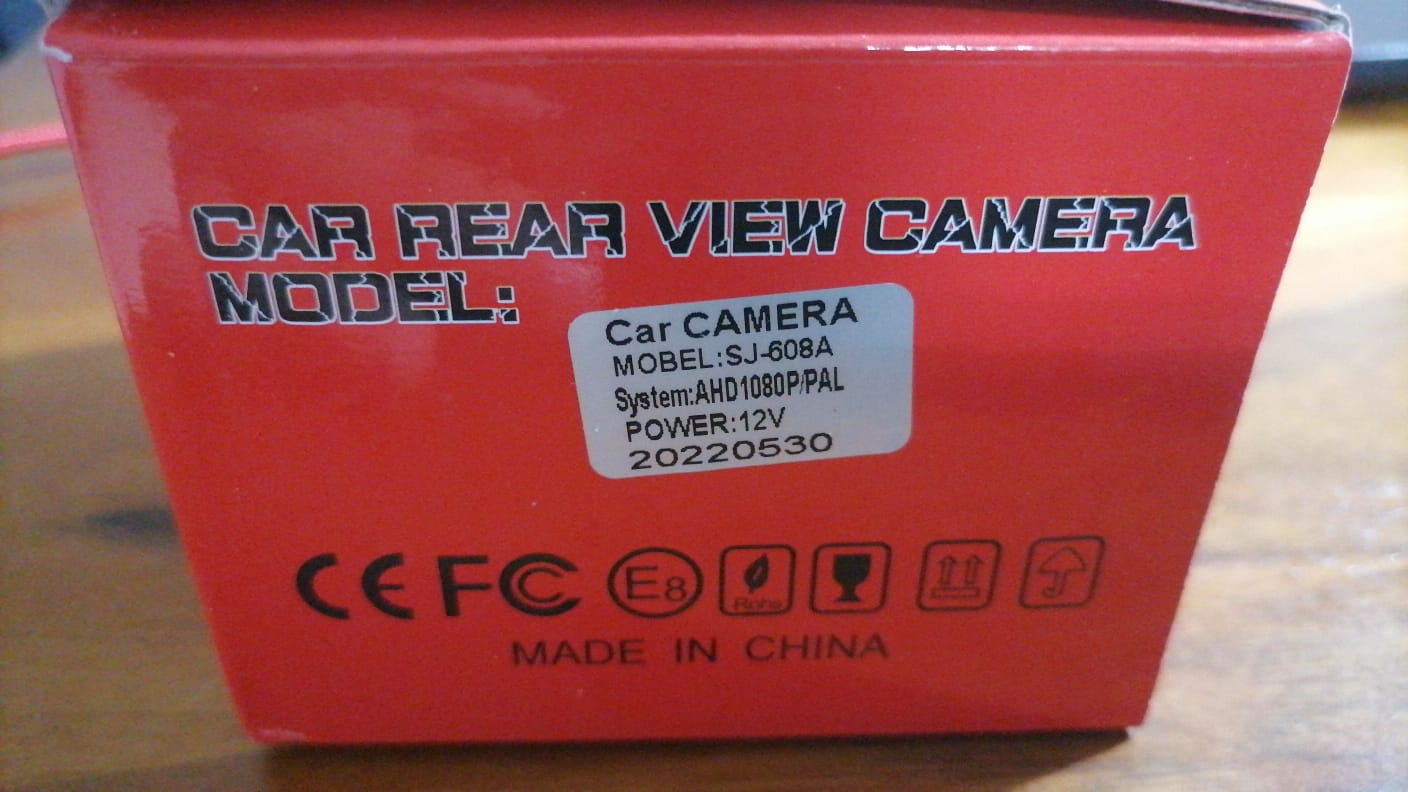 CAR REAR VIEW CAMERA
MODEL:
Car CAMERA
MOBEL:SJ-608A
System:AHD1080P/PAL
POWER:12V
20220530
CE FC E8 Rohs
MADE IN CHINA